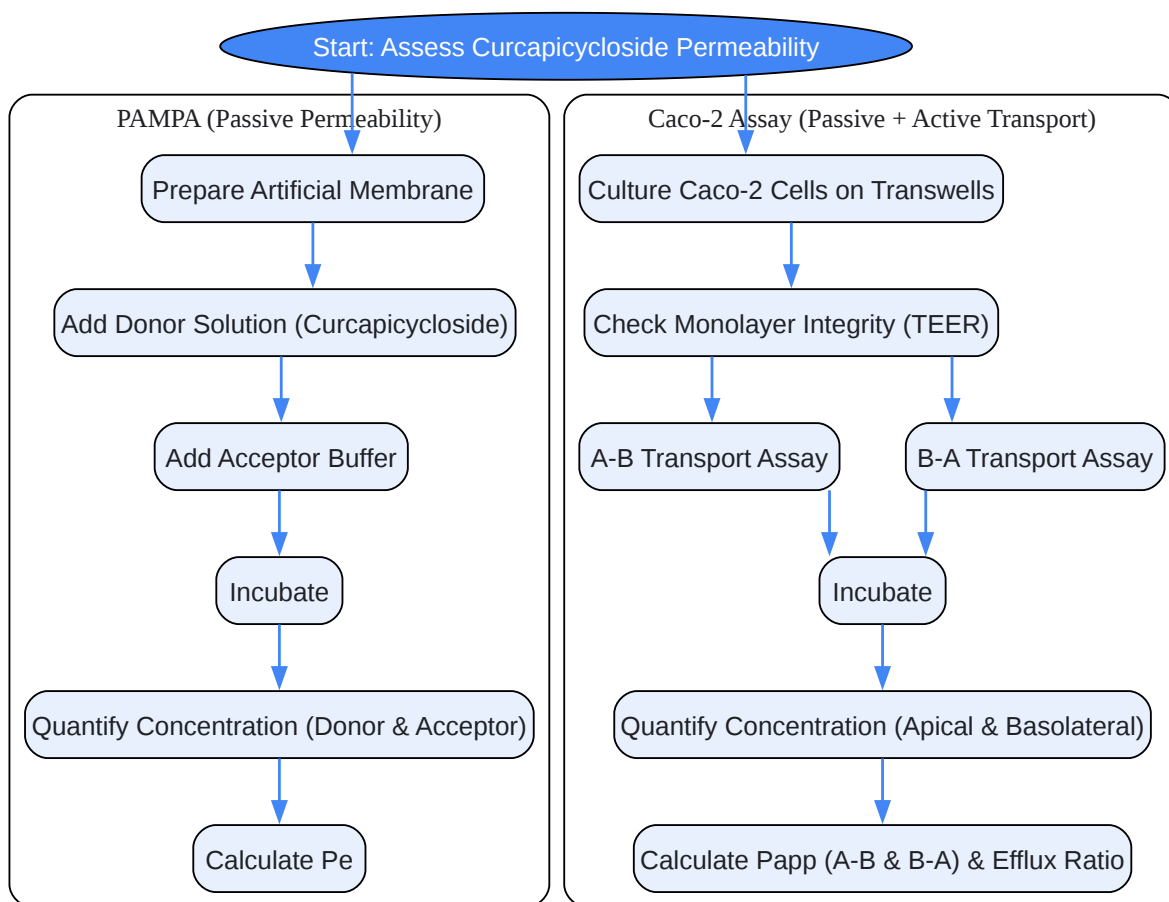 Start: Assess Curcapicycloside Permeability
PAMPA (Passive Permeability)
Prepare Artificial Membrane
Add Donor Solution (Curcapicycloside)
Add Acceptor Buffer
Incubate
Quantify Concentration (Donor & Acceptor)
Calculate Pe
Caco-2 Assay (Passive + Active Transport)
Culture Caco-2 Cells on Transwells
Check Monolayer Integrity (TEER)
A-B Transport Assay
B-A Transport Assay
Incubate
Quantify Concentration (Apical & Basolateral)
Calculate Papp (A-B & B-A) & Efflux Ratio